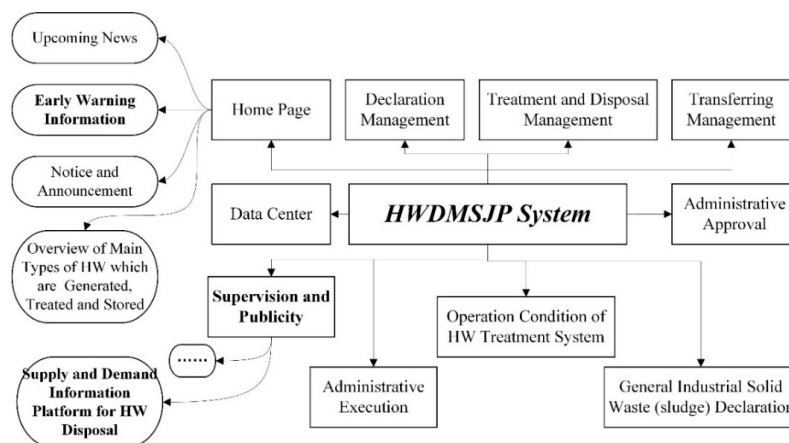 Upcoming News
Early Warning
Information
Notice and
Announcement
Overview of Main
Types of HW which
are Generated,
Treated and Stored
Home Page
Declaration
Management
Treatment and Disposal
Management
Transferring
Management
Data Center
HWDMSJP System
Administrative
Approval
Supervision and
Publicity
......
Supply and Demand
Information
Platform for HW
Disposal
Administrative
Execution
Operation Condition of
HW Treatment System
General Industrial Solid
Waste (sludge) Declaration